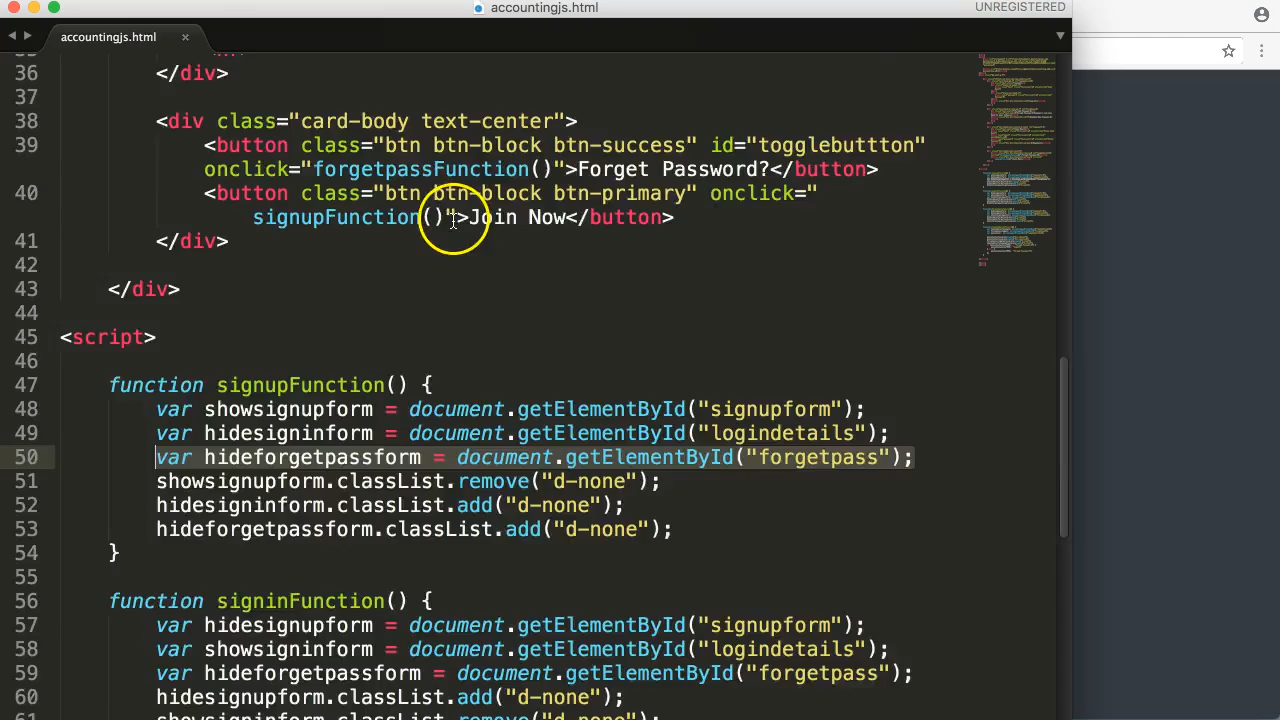 accountingjs.html
UNREGISTERED
accountingjs.html
36 </div>
37
38 <div class="card-body text-center">
39 <button class="btn btn-block btn-success" id="togglebuttton"
onclick="forgetpassFunction()">Forget Password?</button>
40 <button class="btn btn-block btn-primary" onclick="
signupFunction()">Join Now</button>
41 </div>
42
43 </div>
44
45 <script>
46
47 function signupFunction() {
48 var showsignupform = document.getElementById("signupform");
49 var hidesigninform = document.getElementById("logindetails");
50 var hideforgetpassform = document.getElementById("forgetpass");
51 showsignupform.classList.remove("d-none");
52 hidesigninform.classList.add("d-none");
53 hideforgetpassform.classList.add("d-none");
54 }
55
56 function signinFunction() {
57 var hidesignupform = document.getElementById("signupform");
58 var showsigninform = document.getElementById("logindetails");
59 var hideforgetpassform = document.getElementById("forgetpass");
60 hidesignupform.classList.add("d-none");
61 showsigninform.classList.remove("d-none");